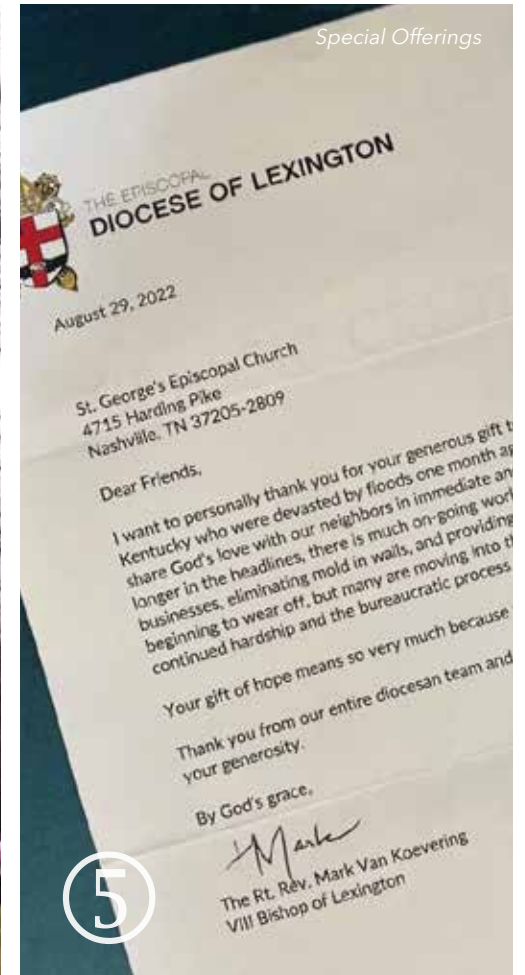 Special Offerings
THE EPISCOPAL
DIOCESE OF LEXINGTON
August 29, 2022
St. George's Episcopal Church
4715 Harding Pike
Nashville, TN 37205-2809
Dear Friends,
I want to personally thank you for your generous gift
Kentucky who were devasted by floods one month
share God's love with our neighbors in immediate
longer in the headlines, there is much on-going
businesses, eliminating mold in walls, and providing
beginning to wear off, but many are moving into
continued hardship and the bureaucratic process
Your gift of hope means so very much because
Thank you from our entire diocesan team and
your generosity.
By God's grace,
Mark
The Rt. Rev. Mark Van Koevering
VIII Bishop of Lexington
5